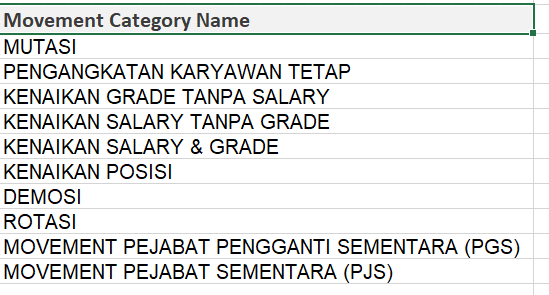 Movement Category Name
MUTASI
PENGANGKATAN KARYAWAN TETAP
KENAIKAN GRADE TANPA SALARY
KENAIKAN SALARY TANPA GRADE
KENAIKAN SALARY & GRADE
KENAIKAN POSISI
DEMOSI
ROTASI
MOVEMENT PEJABAT PENGGANTI SEMENTARA (PGS)
MOVEMENT PEJABAT SEMENTARA (PJS)